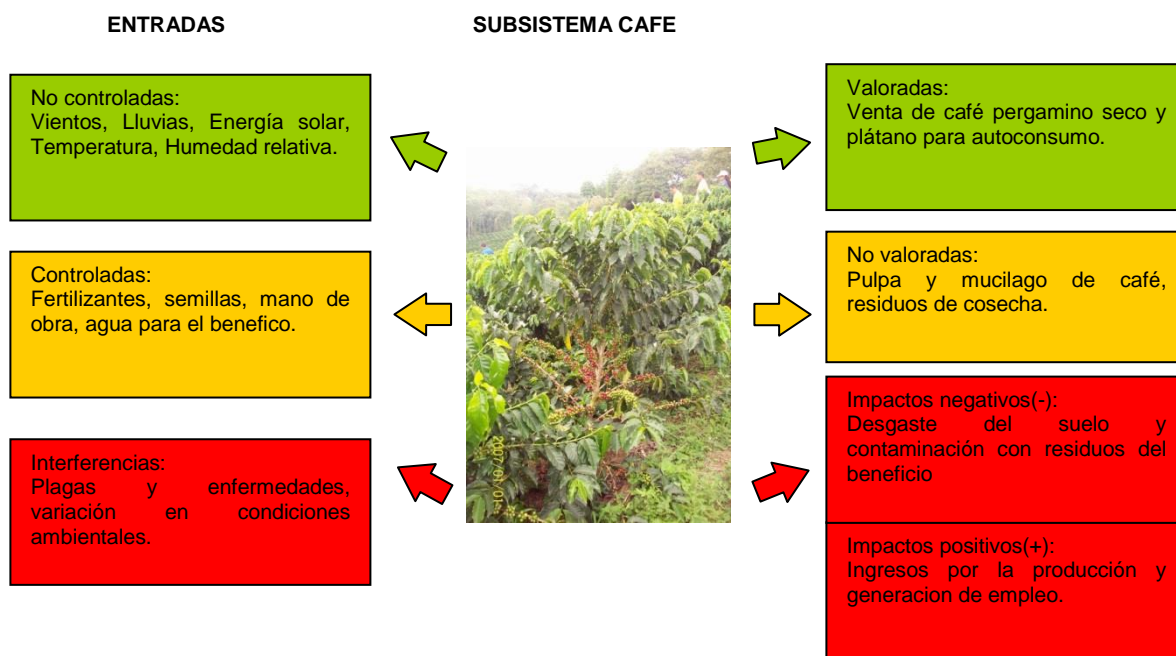 ENTRADAS
SUBSISTEMA CAFE
No controladas:
Vientos, Lluvias, Energía solar,
Temperatura, Humedad relativa.
Controladas:
Fertilizantes, semillas, mano de
obra, agua para el benefico.
Interferencias:
Plagas y enfermedades,
variación en condiciones
ambientales.
2007 01 01
Valoradas:
Venta de café pergamino seco y
plátano para autoconsumo.
No valoradas:
Pulpa y mucilago de café,
residuos de cosecha.
Impactos negativos(-):
Desgaste del suelo y
contaminación con residuos del
beneficio
Impactos positivos(+):
Ingresos por la producción y
generacion de empleo.